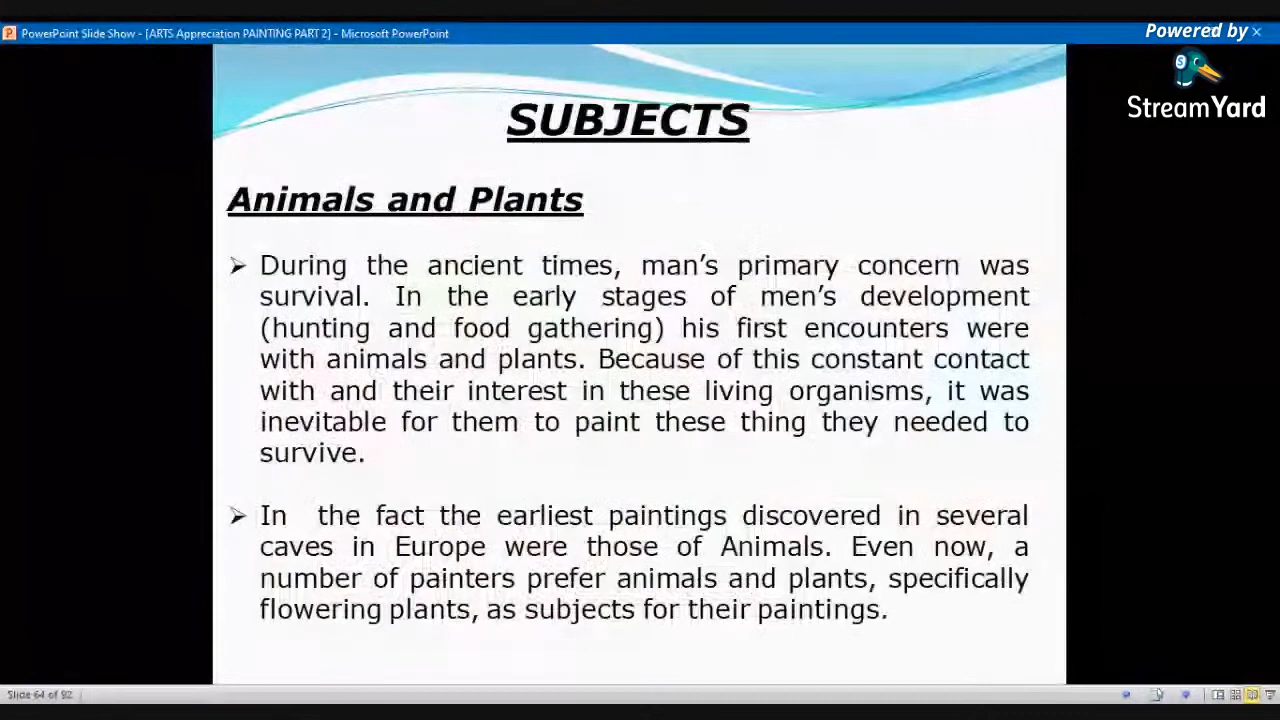 PowerPoint Slide Show - [ARTS Appreciation PAINTING PART 2] - Microsoft PowerPoint
Powered by
StreamYard
SUBJECTS
Animals and Plants
During the ancient times, man's primary concern was
survival. In the early stages of men's development
(hunting and food gathering) his first encounters were
with animals and plants. Because of this constant contact
with and their interest in these living organisms, it was
inevitable for them to paint these thing they needed to
survive.
In the fact the earliest paintings discovered in several
caves in Europe were those of Animals. Even now, a
number of painters prefer animals and plants, specifically
flowering plants, as subjects for their paintings.
Slide 64 of 92